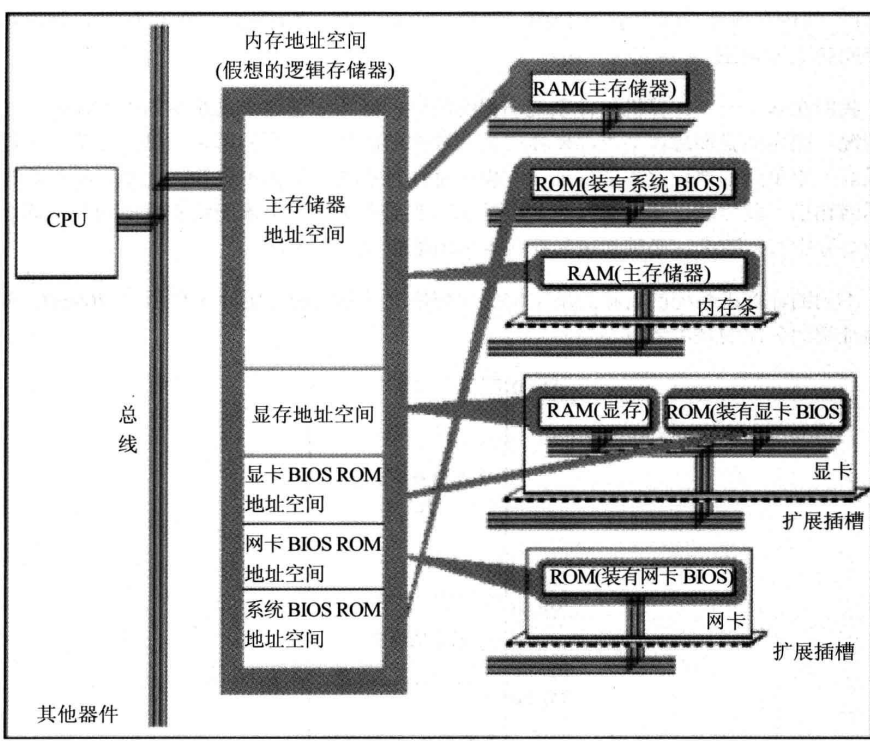 内存地址空间
(假想的逻辑存储器)
CPU
总
线
其他器件
主存储器
地址空间
显存地址空间
显卡 BIOS ROM
地址空间
网卡 BIOS ROM
地址空间
系统 BIOS ROM
地址空间
RAM(主存储器)
ROM(装有系统 BIOS)
RAM(主存储器)
内存条
RAM(显存)
ROM(装有显卡 BIOS)
显卡
扩展插槽
ROM(装有网卡 BIOS)
网卡
扩展插槽